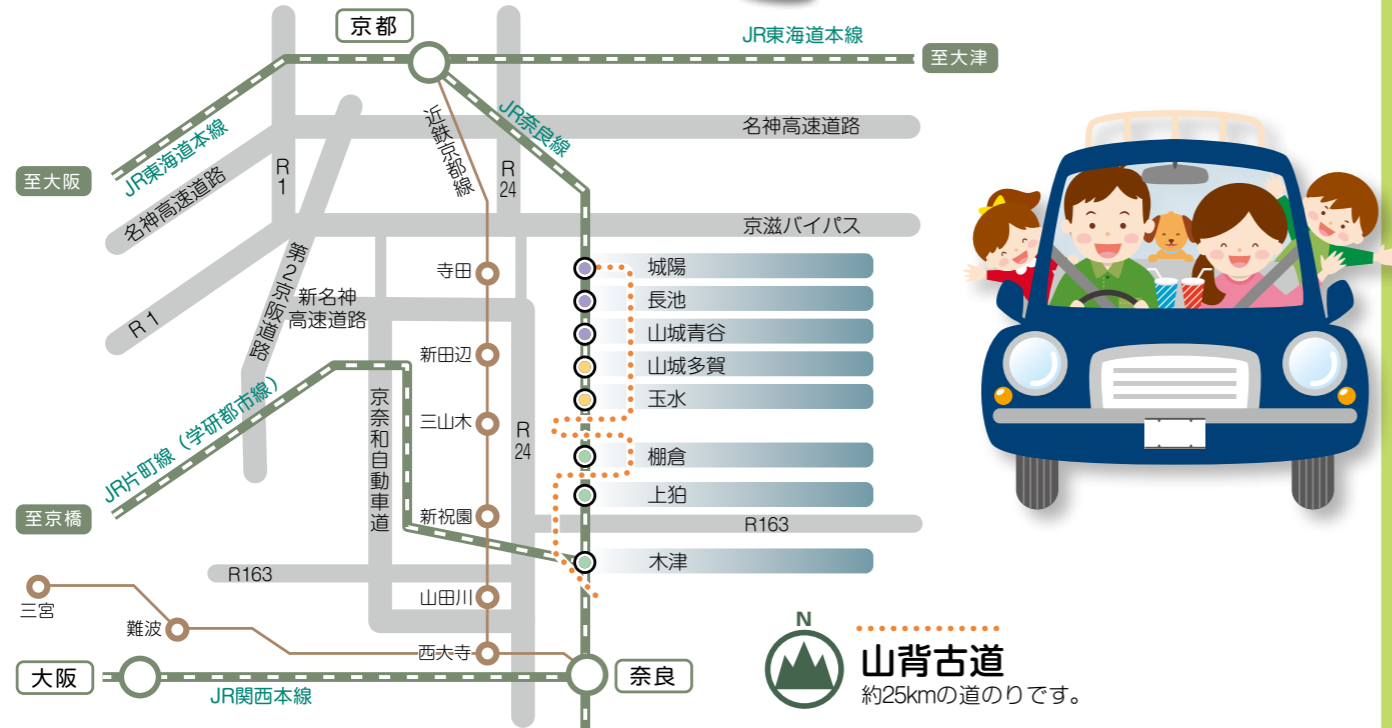 京都
JR東海道本線
至大津
JR奈良線
近鉄京都線
名神高速道路
JR東海道本線
至大阪
名神高速道路
R
1
R
24
京滋バイパス
第2京阪道路
R1
寺田
城陽
新名神
高速道路
長池
山城青谷
新田辺
山城多賀
玉水
JR片町線（学研都市線）
京奈和自動車道
三山木
R
24
棚倉
上狛
至京橋
新祝園
R163
木津
R163
山田川
三宮
難波
西大寺
大阪
JR関西本線
奈良
N
山背古道
約25kmの道のりです。